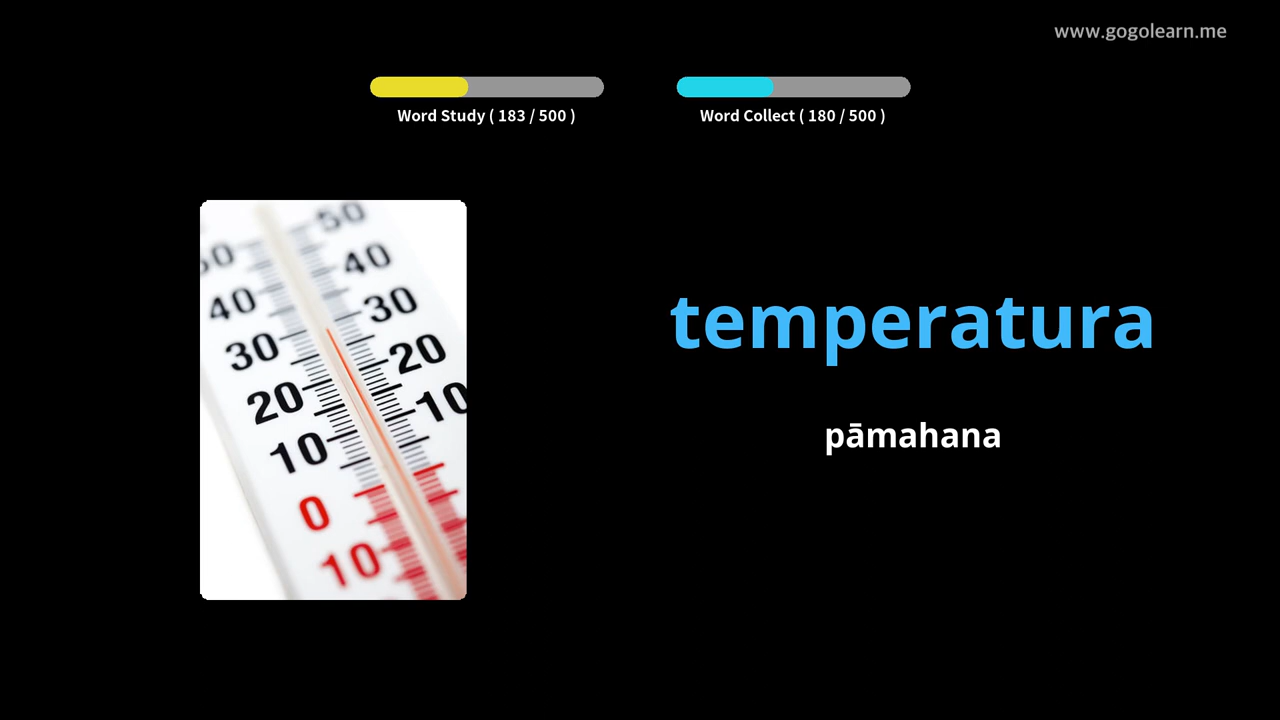 www.gogolearn.me
Word Study ( 183 / 500 )
Word Collect ( 180 / 500 )
50
40 40
30 30
20 20
10 10
0
10
temperatura
pāmahana